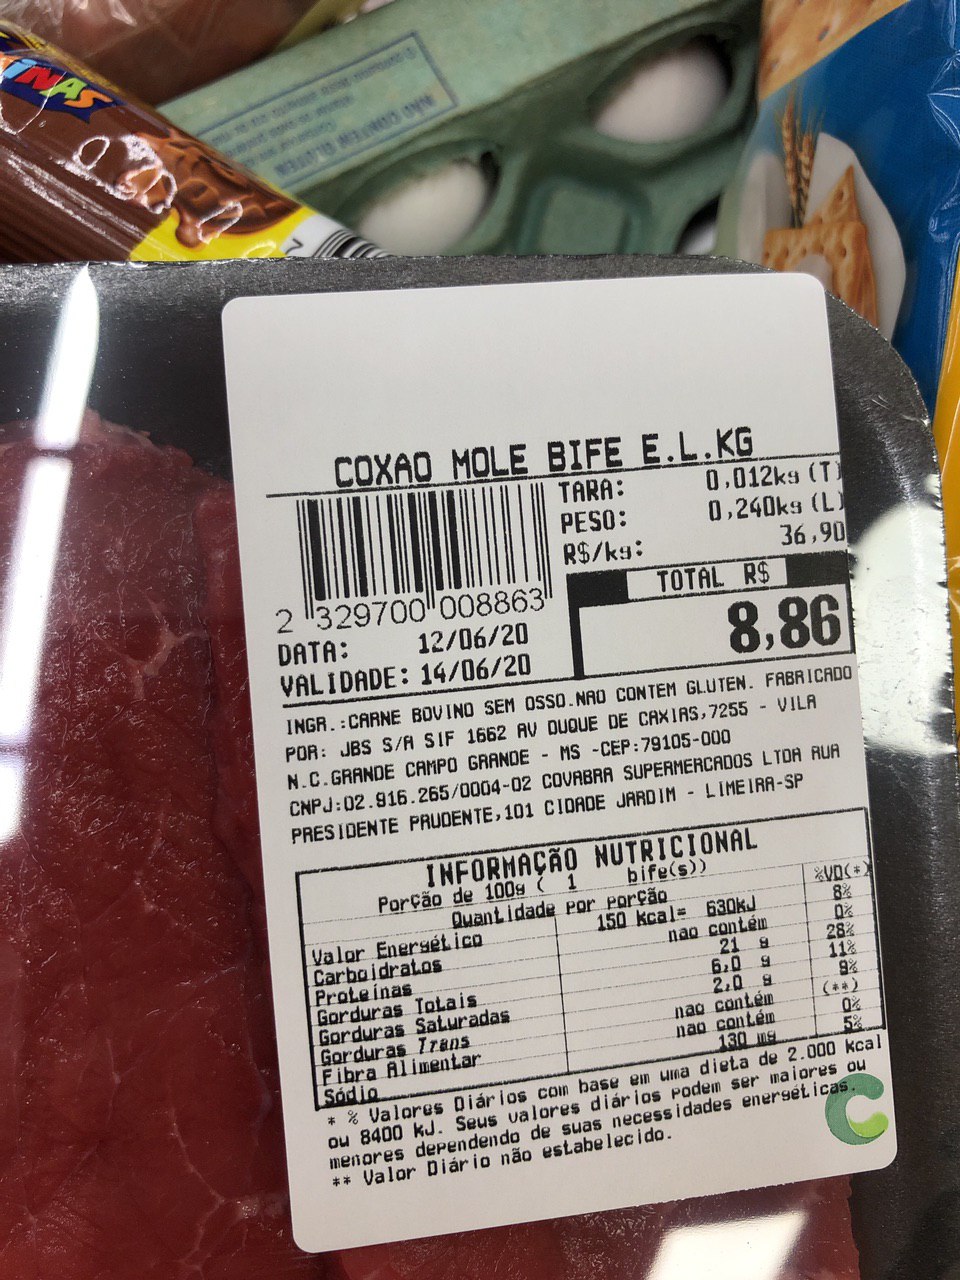 INAS
NÃO CONTÉM GLÚTEN
COXAO MOLE BIFE E.L.KG
TARA: 0,012kg (T)
PESO: 0,240kg (L)
R$/kg: 36,90
TOTAL R$
8,86
2 329700 008863
DATA: 12/06/20
VALIDADE: 14/06/20
INGR.:CARNE BOVINO SEM OSSO.NAO CONTEM GLUTEN. FABRICADO
POR: JBS S/A SIF 1662 AV DUQUE DE CAXIAS,7255 - VILA
N.C.GRANDE CAMPO GRANDE - MS -CEP:79105-000
CNPJ:02.916.265/0004-02 COVABRA SUPERMERCADOS LTDA RUA
PRESIDENTE PRUDENTE,101 CIDADE JARDIM - LIMEIRA-SP
INFORMAÇÃO NUTRICIONAL
Porção de 100g ( 1 bife(s))
Quantidade por porção %VD(*)
Valor Energético 150 kcal= 630kJ 8%
Carboidratos nao contém 0%
Proteínas 21 g 28%
Gorduras Totais 6,0 g 11%
Gorduras Saturadas 2,0 g 9%
Gorduras Trans nao contém (**)
Fibra Alimentar nao contém 0%
Sódio 130 mg 5%
* % Valores Diários com base em uma dieta de 2.000 kcal
ou 8400 kJ. Seus valores diários podem ser maiores ou
menores dependendo de suas necessidades energéticas.
** Valor Diário não estabelecido.